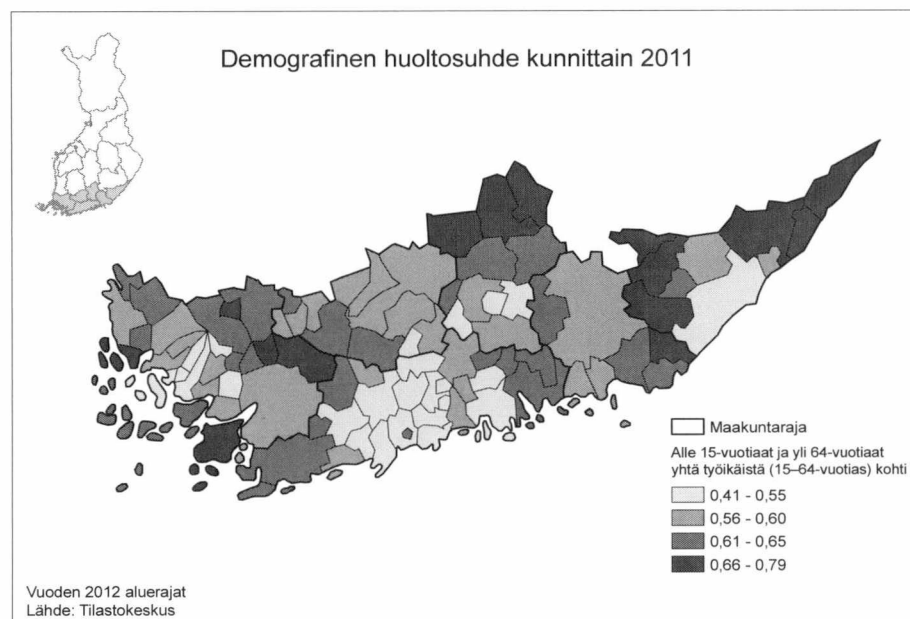 Demografinen huoltosuhde kunnittain 2011
Maakuntaraja
Alle 15-vuotiaat ja yli 64-vuotiaat
yhtä työikäistä (15–64-vuotias) kohti
0,41 - 0,55
0,56 - 0,60
0,61 - 0,65
0,66 - 0,79
Vuoden 2012 aluerajat
Lähde: Tilastokeskus